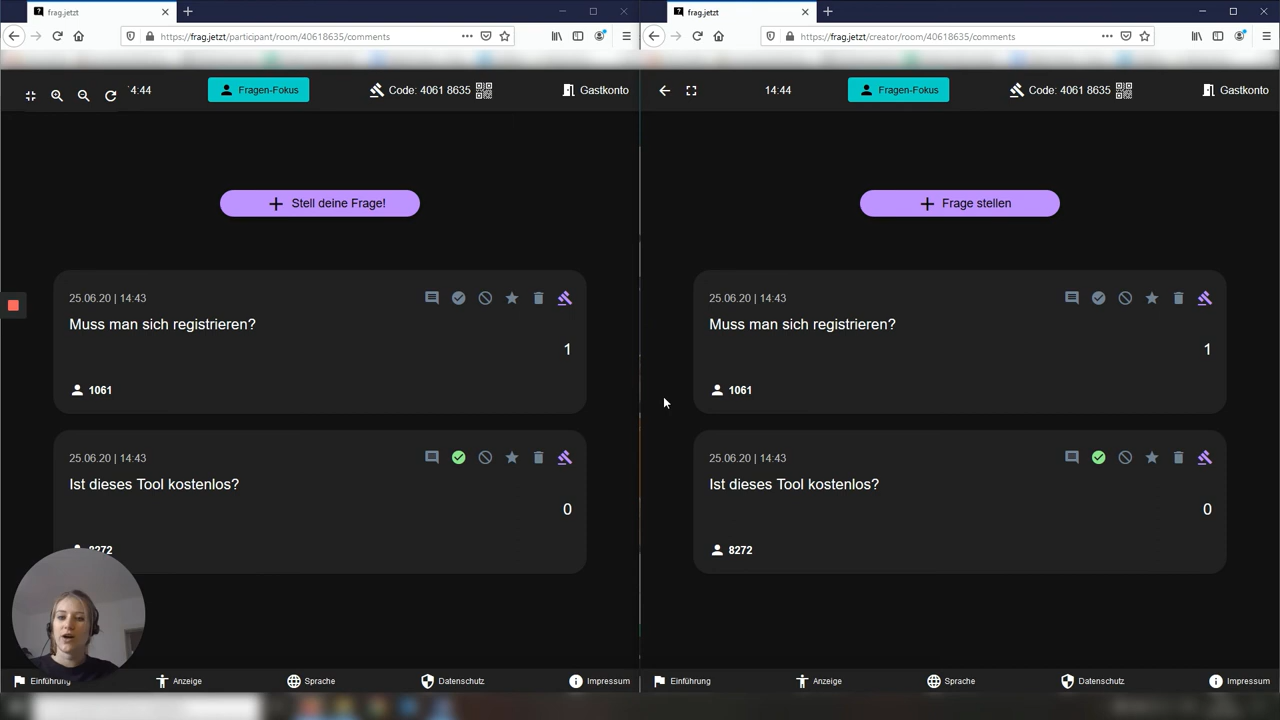 frag.jetzt
https://frag.jetzt/participant/room/40618635/comments
4:44
Fragen-Fokus
Code: 4061 8635
Gastkonto
Stell deine Frage!
25.06.20 | 14:43
Muss man sich registrieren?
1
1061
25.06.20 | 14:43
Ist dieses Tool kostenlos?
0
8272
Einführung
Anzeige
Sprache
Datenschutz
Impressum
frag.jetzt
https://frag.jetzt/creator/room/40618635/comments
14:44
Fragen-Fokus
Code: 4061 8635
Gastkonto
Frage stellen
25.06.20 | 14:43
Muss man sich registrieren?
1
1061
25.06.20 | 14:43
Ist dieses Tool kostenlos?
0
8272
Einführung
Anzeige
Sprache
Datenschutz
Impressum